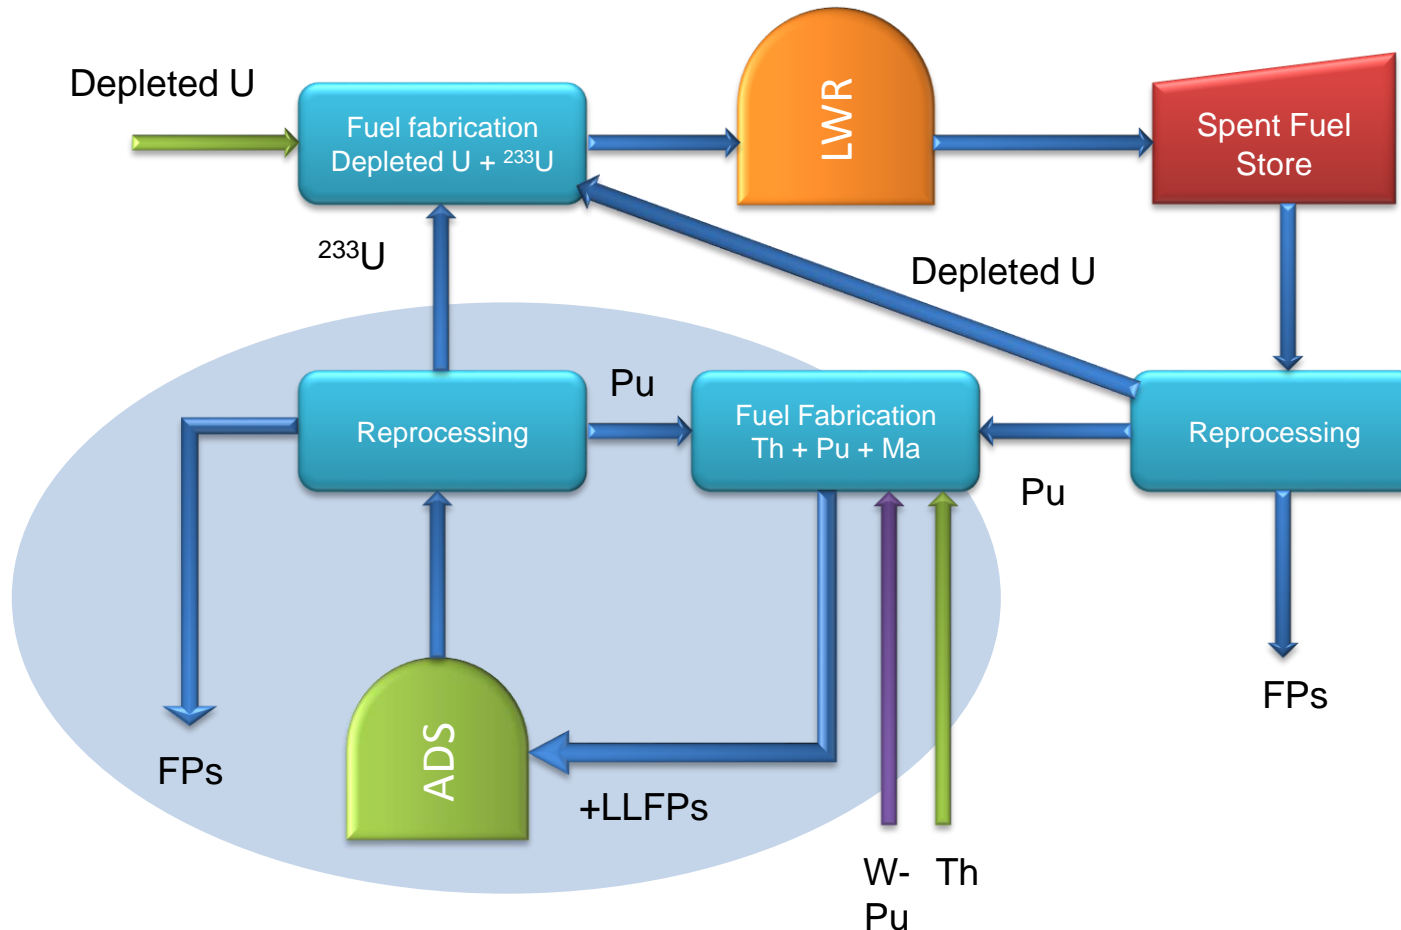 Depleted U
Fuel fabrication
Depleted U + ²³³U
LWR
Spent Fuel
Store
²³³U
Depleted U
Reprocessing
Pu
Fuel Fabrication
Th + Pu + Ma
Pu
Reprocessing
FPs
ADS
+LLFPs
FPs
W-
Pu
Th